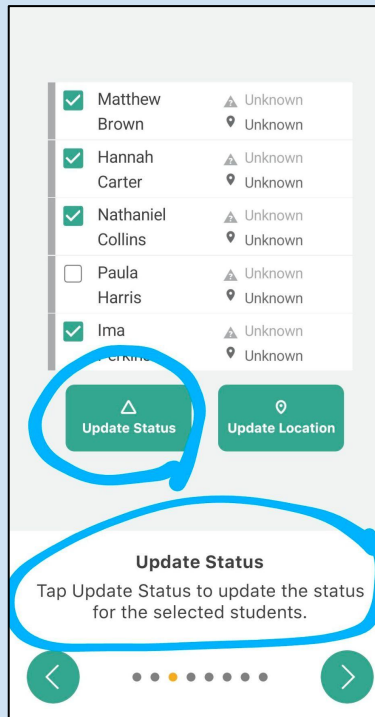 Matthew Unknown
Brown Unknown
Hannah Unknown
Carter Unknown
Nathaniel Unknown
Collins Unknown
Paula Unknown
Harris Unknown
Ima Unknown
Perkins Unknown
Update Status Update Location
Update Status
Tap Update Status to update the status
for the selected students.